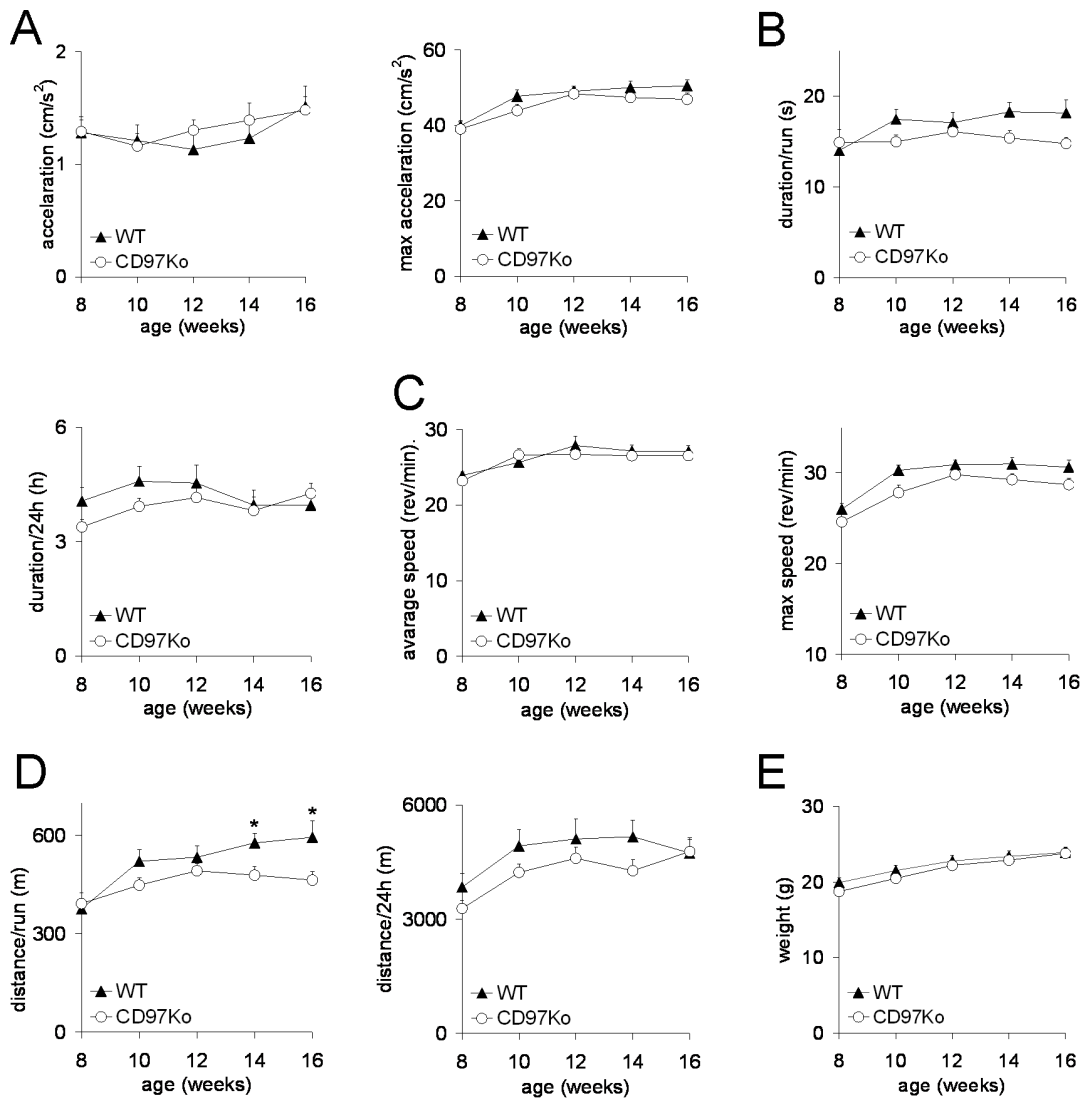 A
accelaration (cm/s²)
2
1
0
WT
CD97Ko
8 10 12 14 16
age (weeks)
max accelaration (cm/s²)
60
40
20
0
WT
CD97Ko
8 10 12 14 16
age (weeks)
B
duration/run (s)
20
10
0
WT
CD97Ko
8 10 12 14 16
age (weeks)
duration/24h (h)
6
3
0
WT
CD97Ko
8 10 12 14 16
age (weeks)
C
avarage speed (rev/min).
30
20
10
0
WT
CD97Ko
8 10 12 14 16
age (weeks)
max speed (rev/min)
30
20
10
WT
CD97Ko
8 10 12 14 16
age (weeks)
D
distance/run (m)
600
300
0
* *
WT
CD97Ko
8 10 12 14 16
age (weeks)
distance/24h (m)
6000
3000
0
WT
CD97Ko
8 10 12 14 16
age (weeks)
E
weight (g)
30
20
10
0
WT
CD97Ko
8 10 12 14 16
age (weeks)